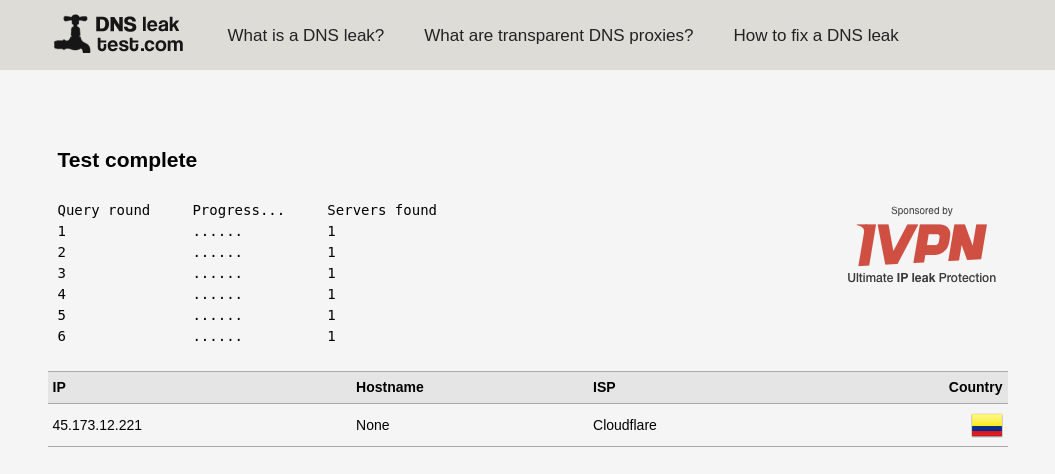 DNS leak
test.com
What is a DNS leak? What are transparent DNS proxies? How to fix a DNS leak
Test complete
Query round Progress... Servers found
1 ...... 1
2 ...... 1
3 ...... 1
4 ...... 1
5 ...... 1
6 ...... 1
Sponsored by
IVPN
Ultimate IP leak Protection
IP Hostname ISP Country
45.173.12.221 None Cloudflare